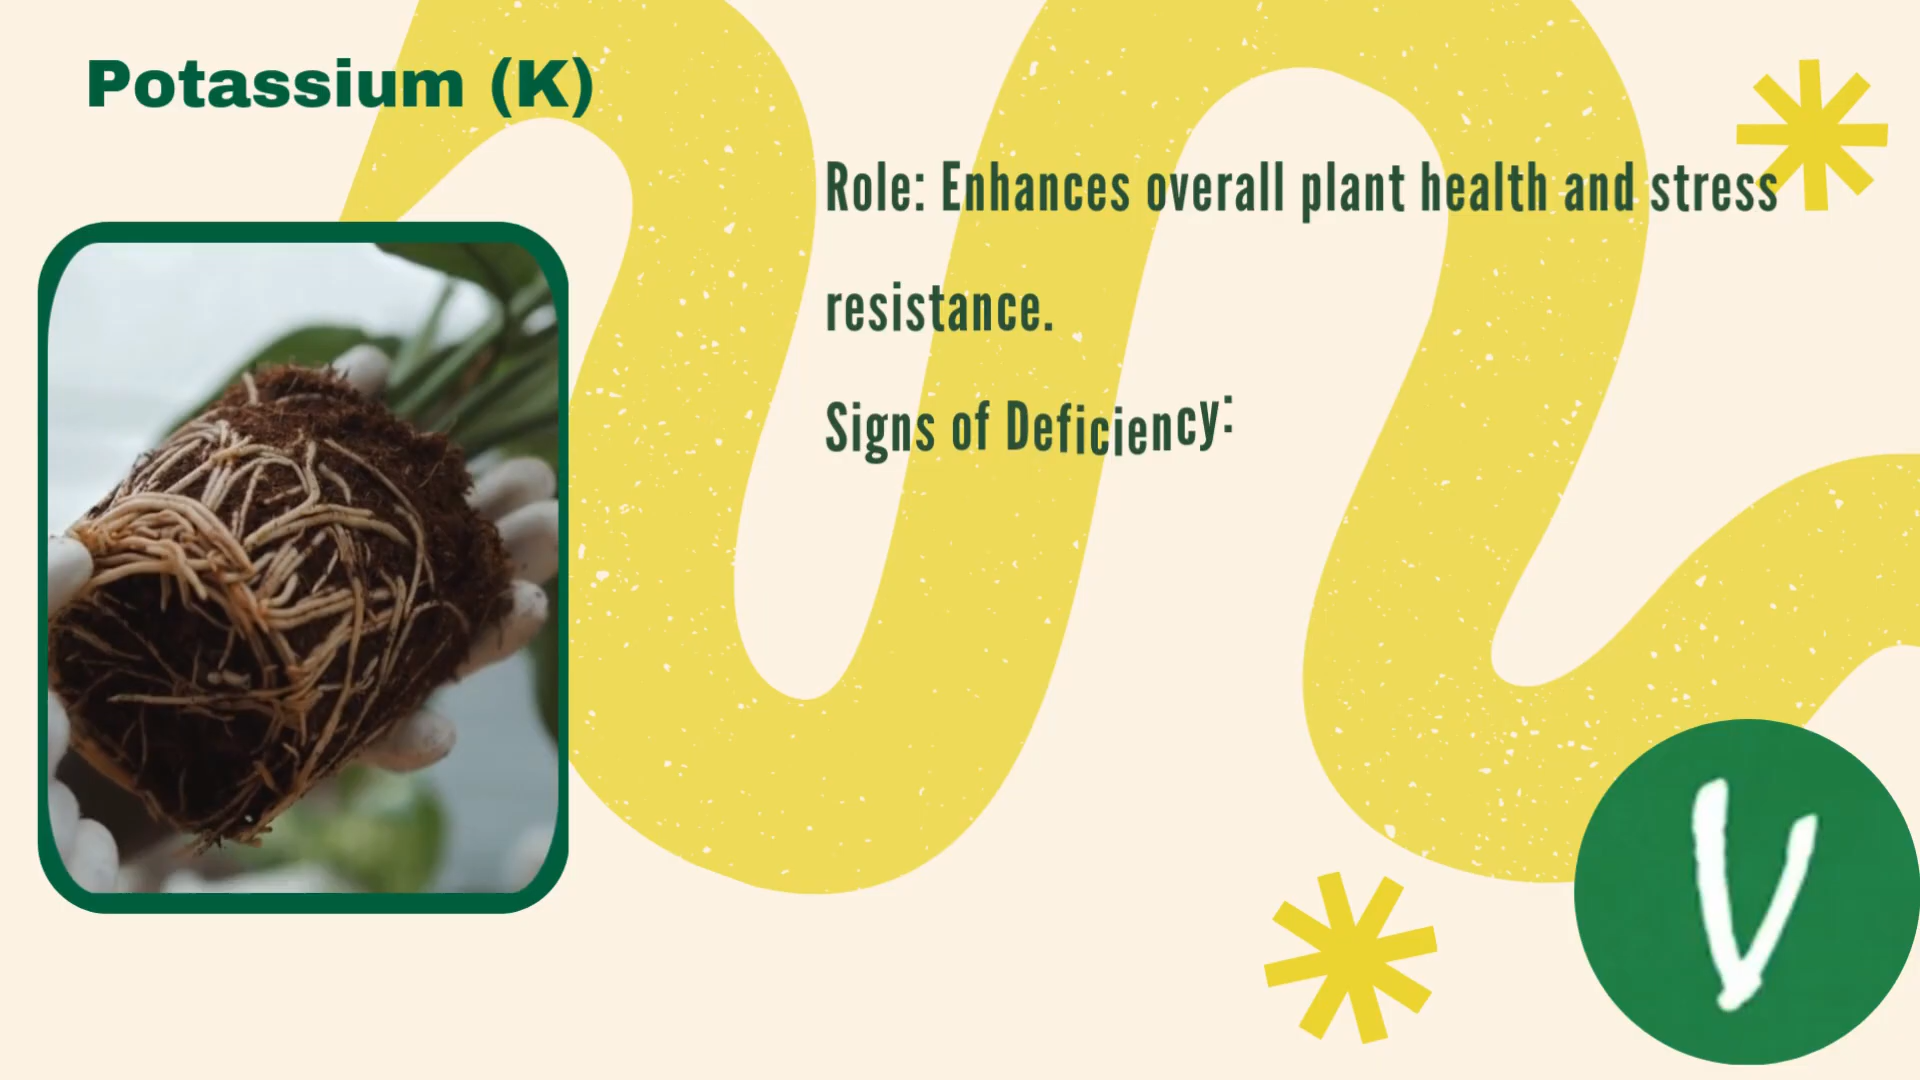 Potassium (K)
Role: Enhances overall plant health and stress
resistance.
Signs of Deficiency:
V